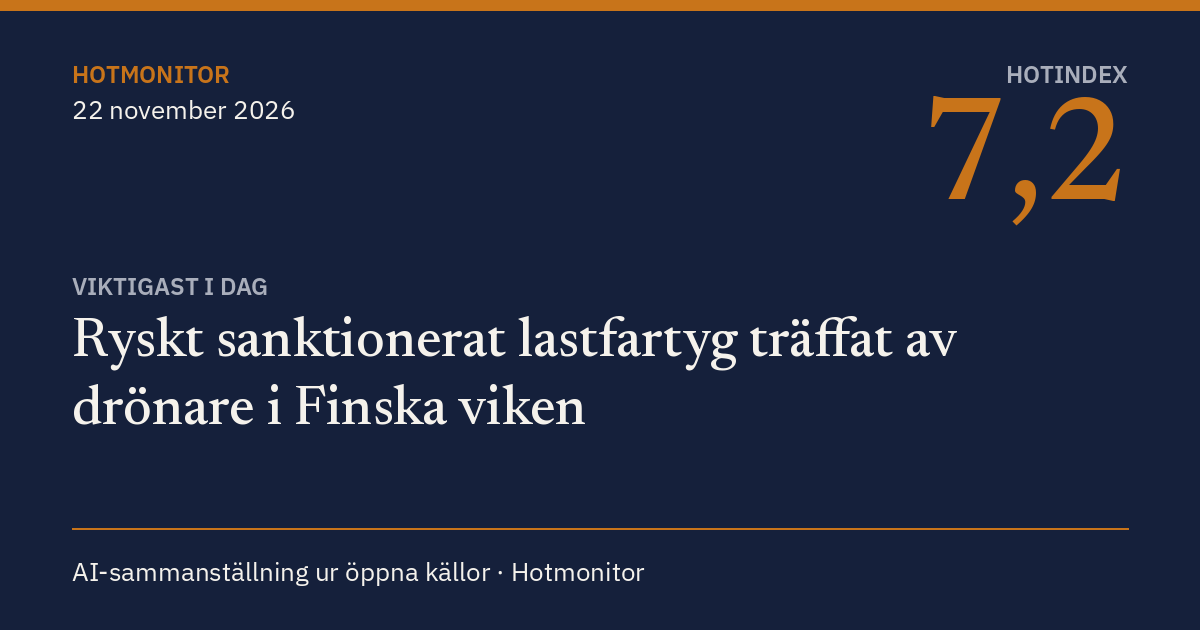 HOTMONITOR
22 november 2026
HOTINDEX
7,2
VIKTIGAST I DAG
Ryskt sanktionerat lastfartyg träffat av
drönare i Finska viken
AI-sammanställning ur öppna källor · Hotmonitor